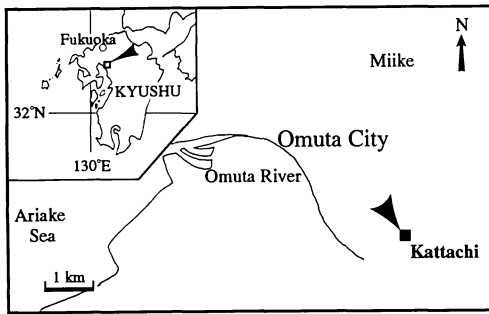 Fukuoka
KYUSHU
32°N
130°E
N
Miike
Omuta City
Omuta River
Ariake
Sea
Kattachi
1 km